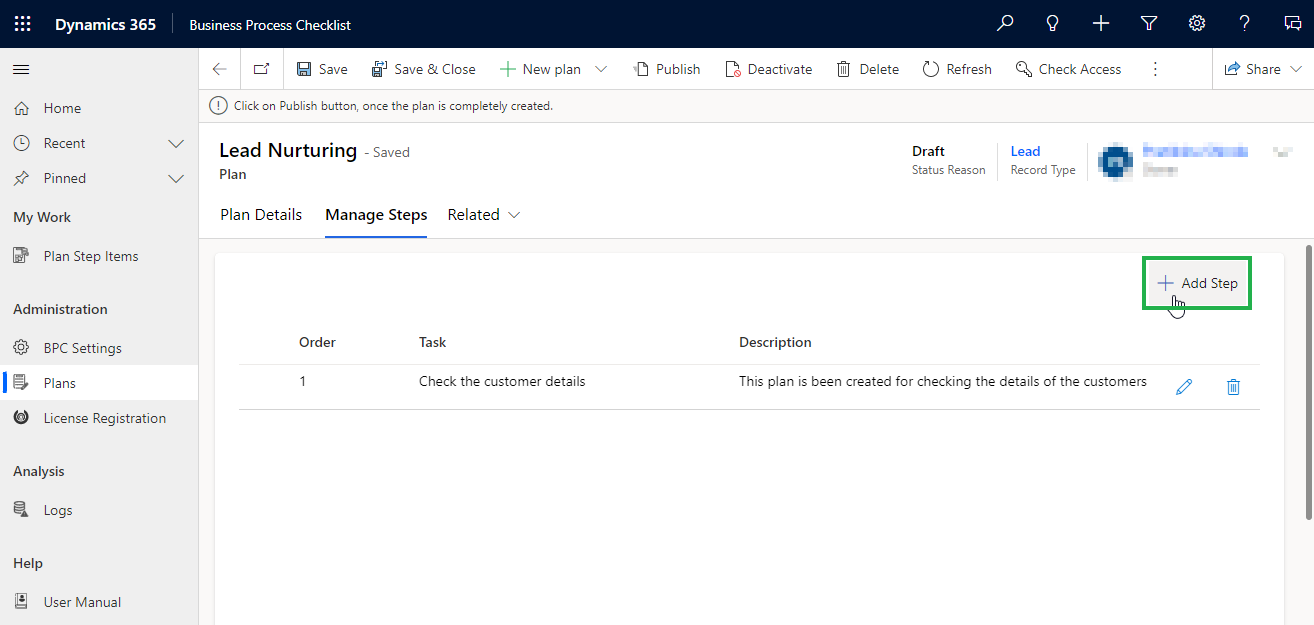 Dynamics 365 Business Process Checklist
Save Save & Close New plan Publish Deactivate Delete Refresh Check Access Share
Click on Publish button, once the plan is completely created.
Home
Recent
Pinned
My Work
Plan Step Items
Administration
BPC Settings
Plans
License Registration
Analysis
Logs
Help
User Manual
Lead Nurturing - Saved
Plan
Draft
Status Reason
Lead
Record Type
Plan Details Manage Steps Related
Add Step
Order Task Description
1 Check the customer details This plan is been created for checking the details of the customers